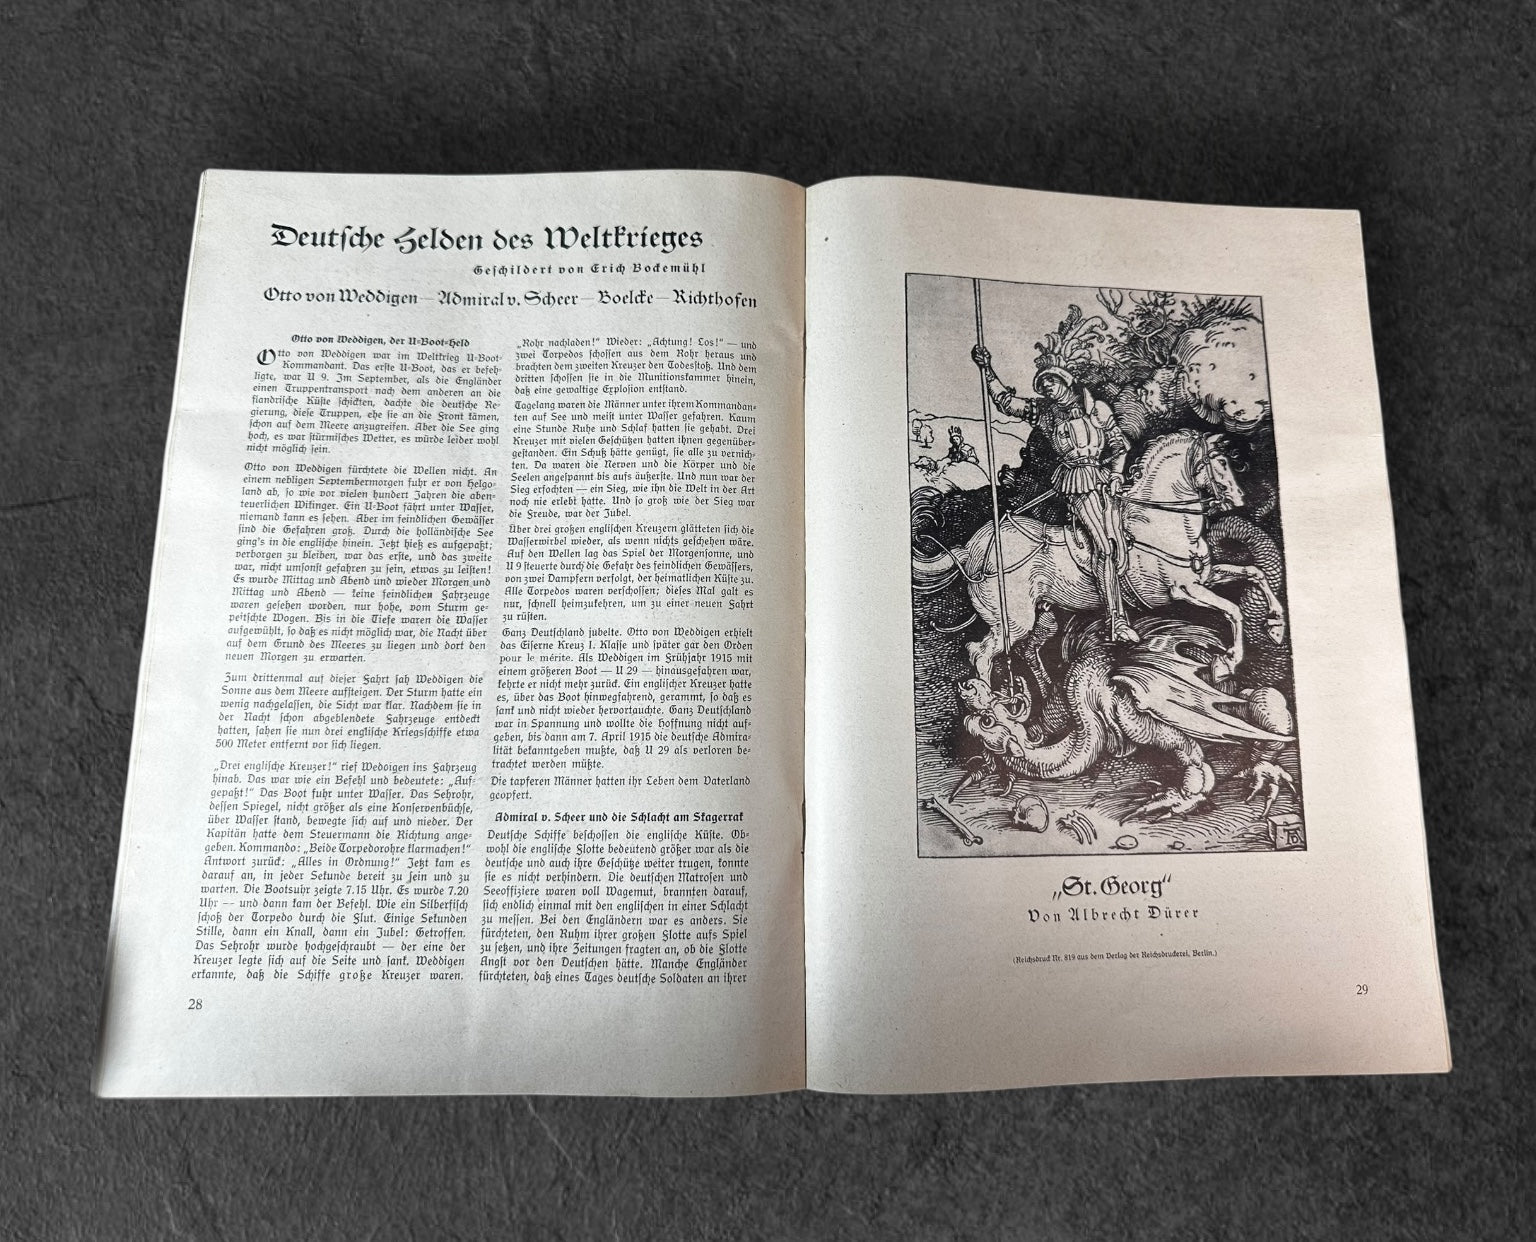 Deutsche Helden des Weltkrieges
Geschildert von Erich Bockemühl
Otto von Weddigen — Admiral v. Scheer — Boelcke — Richthofen
Otto von Weddigen, der U-Boot-Held
Otto von Weddigen war im Weltkrieg U-Boot-
Kommandant. Das erste U-Boot, das er befeh-
ligte, war U 9. Im September, als die Engländer
einen Truppentransport nach dem anderen an die
flandrische Küste schickten, dachte die deutsche Re-
gierung, diese Truppen, ehe sie an die Front kämen,
schon auf dem Meere anzugreifen. Aber die See ging
hoch, es war stürmisches Wetter, es würde leider wohl
nicht möglich sein.
Otto von Weddigen fürchtete die Wellen nicht. An
einem nebligen Septembermorgen fuhr er von Helgo-
land ab, so wie vor vielen hundert Jahren die aben-
teuerlichen Wikinger. Ein U-Boot fährt unter Wasser,
niemand kann es sehen. Aber im feindlichen Gewässer
sind die Gefahren groß. Durch die holländische See
ging's in die englische hinein. Jetzt hieß es aufgepaßt;
verborgen zu bleiben, war das erste, und das zweite
war, nicht umsonst gefahren zu sein, etwas zu leisten!
Es wurde Mittag und Abend und wieder Morgen und
Mittag und Abend — keine feindlichen Fahrzeuge
waren gesehen worden, nur hohe, vom Sturm ge-
peitschte Wogen. Bis in die Tiefe waren die Wasser
aufgewühlt, so daß es nicht möglich war, die Nacht über
auf dem Grund des Meeres zu liegen und dort den
neuen Morgen zu erwarten.
Zum drittenmal auf dieser Fahrt sah Weddigen die
Sonne aus dem Meere aufsteigen. Der Sturm hatte ein
wenig nachgelassen, die Sicht war klar. Nachdem sie in
der Nacht schon abgeblendete Fahrzeuge entdeckt
hatten, sahen sie nun drei englische Kriegsschiffe etwa
500 Meter entfernt vor sich liegen.
„Drei englische Kreuzer!" rief Weddigen ins Fahrzeug
hinab. Das war wie ein Befehl und bedeutete: „Auf-
gepaßt!" Das Boot fuhr unter Wasser. Das Sehrohr,
dessen Spiegel, nicht größer als eine Konservenbüchse,
über Wasser stand, bewegte sich auf und nieder. Der
Kapitän hatte dem Steuermann die Richtung ange-
geben. Kommando: „Beide Torpedorohre klarmachen!"
Antwort zurück: „Alles in Ordnung!" Jetzt kam es
darauf an, in jeder Sekunde bereit zu sein und zu
warten. Die Bootsuhr zeigte 7.15 Uhr. Es wurde 7.20
Uhr — und dann kam der Befehl. Wie ein Silberfisch
schoß der Torpedo durch die Flut. Einige Sekunden
Stille, dann ein Knall, dann ein Jubel: Getroffen.
Das Sehrohr wurde hochgeschraubt — der eine der
Kreuzer legte sich auf die Seite und sank. Weddigen
erkannte, daß die Schiffe große Kreuzer waren.
28
„Rohr nachladen!" Wieder: „Achtung! Los!" — und
zwei Torpedos schossen aus dem Rohr heraus und
brachten dem zweiten Kreuzer den Todesstoß. Und dem
dritten schossen sie in die Munitionskammer hinein,
daß eine gewaltige Explosion entstand.
Tagelang waren die Männer unter ihrem Kommandan-
ten auf See und meist unter Wasser gefahren. Kaum
eine Stunde Ruhe und Schlaf hatten sie gehabt. Drei
Kreuzer mit vielen Geschützen hatten ihnen gegenüber-
gestanden. Ein Schuß hätte genügt, sie alle zu vernich-
ten. Da waren die Nerven und die Körper und die
Seelen angespannt bis aufs äußerste. Und nun war der
Sieg erfochten — ein Sieg, wie ihn die Welt in der Art
noch nie erlebt hatte. Und so groß wie der Sieg war
die Freude, war der Jubel.
Über drei großen englischen Kreuzern glätteten sich die
Wasserwirbel wieder, als wenn nichts geschehen wäre.
Auf den Wellen lag das Spiel der Morgensonne, und
U 9 steuerte durch die Gefahr des feindlichen Gewässers,
von zwei Dampfern verfolgt, der heimatlichen Küste zu.
Alle Torpedos waren verschossen; dieses Mal galt es
nur, schnell heimzukehren, um zu einer neuen Fahrt
zu rüsten.
Ganz Deutschland jubelte. Otto von Weddigen erhielt
das Eiserne Kreuz I. Klasse und später gar den Orden
pour le mérite. Als Weddigen im Frühjahr 1915 mit
einem größeren Boot — U 29 — hinausgefahren war,
kehrte er nicht mehr zurück. Ein englischer Kreuzer hatte
es, über das Boot hinwegfahrend, gerammt, so daß es
sank und nicht wieder hervortauchte. Ganz Deutschland
war in Spannung und wollte die Hoffnung nicht auf-
geben, bis dann am 7. April 1915 die deutsche Admira-
lität bekanntgeben mußte, daß U 29 als verloren be-
trachtet werden müßte.
Die tapferen Männer hatten ihr Leben dem Vaterland
geopfert.
Admiral v. Scheer und die Schlacht am Skagerrak
Deutsche Schiffe beschossen die englische Küste. Ob-
wohl die englische Flotte bedeutend größer war als die
deutsche und auch ihre Geschütze weiter trugen, konnte
sie es nicht verhindern. Die deutschen Matrosen und
Seeoffiziere waren voll Wagemut, brannten darauf,
sich endlich einmal mit den englischen in einer Schlacht
zu messen. Bei den Engländern war es anders. Sie
fürchteten, den Ruhm ihrer großen Flotte aufs Spiel
zu setzen, und ihre Zeitungen fragten an, ob die Flotte
Angst vor den Deutschen hätte. Manche Engländer
fürchteten, daß eines Tages deutsche Soldaten an ihrer
„St. Georg"
Von Albrecht Dürer
(Reichsdruck Nr. 819 aus dem Verlag der Reichsdruckerei, Berlin.)
29